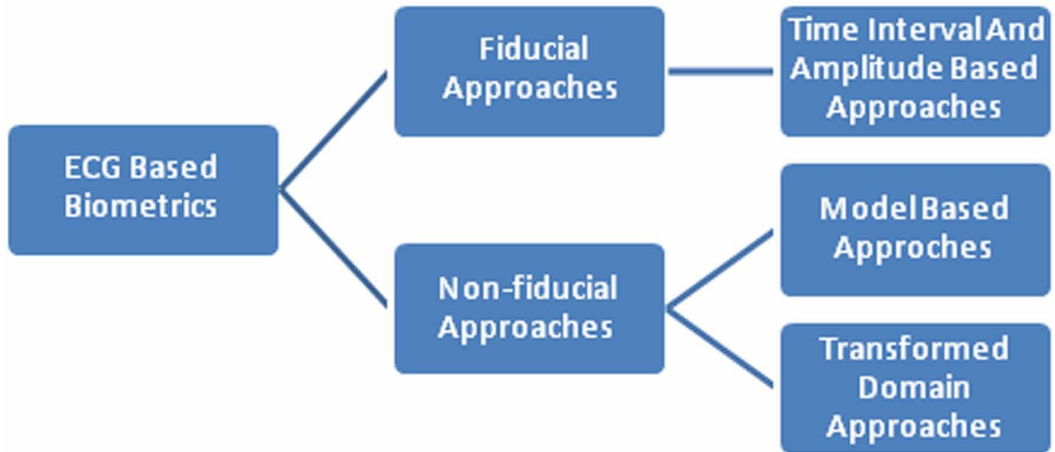 ECG Based
Biometrics
Fiducial
Approaches
Time Interval And
Amplitude Based
Approaches
Non-fiducial
Approaches
Model Based
Approches
Transformed
Domain
Approaches